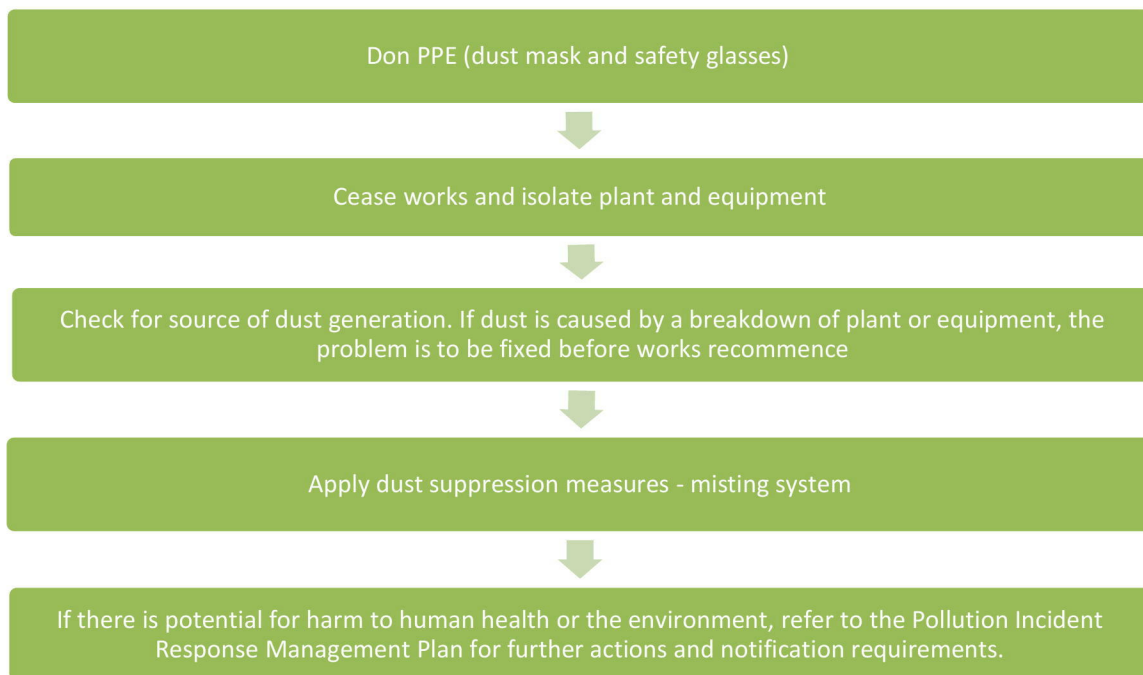 Don PPE (dust mask and safety glasses)
Cease works and isolate plant and equipment
Check for source of dust generation. If dust is caused by a breakdown of plant or equipment, the
problem is to be fixed before works recommence
Apply dust suppression measures - misting system
If there is potential for harm to human health or the environment, refer to the Pollution Incident
Response Management Plan for further actions and notification requirements.